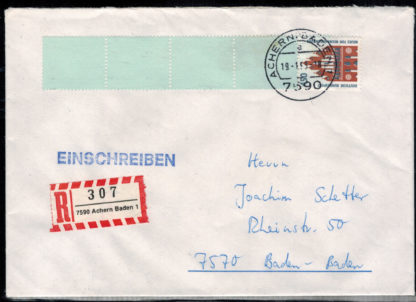 ACHERN, BADEN
a
7590
EINSCHREIBEN
R
307
7590 Achern Baden 1
Herrn
Joachim Schetter
Rheinstr. 50
7570 Baden-Baden